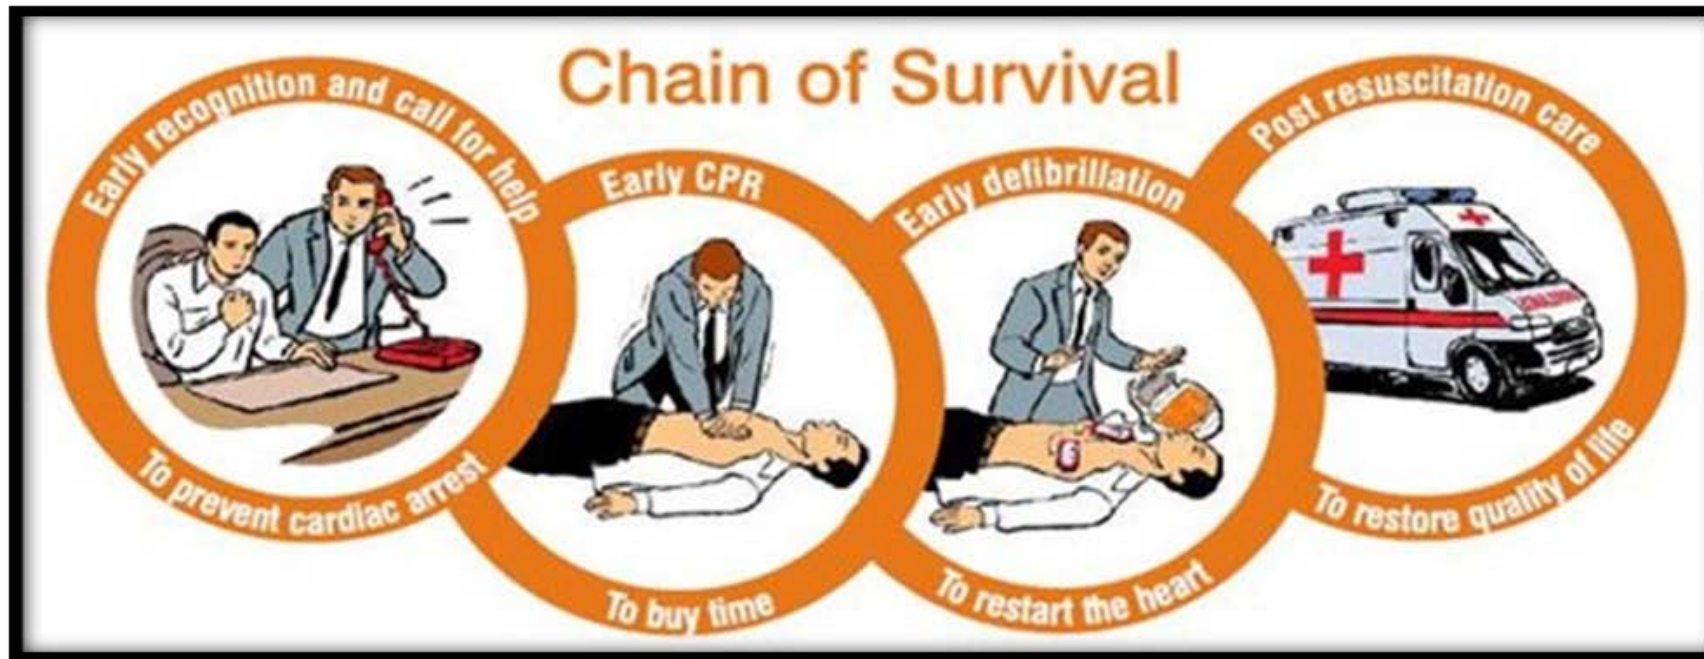 Chain of Survival
Early recognition and call for help
To prevent cardiac arrest
Early CPR
To buy time
Early defibrillation
To restart the heart
Post resuscitation care
To restore quality of life